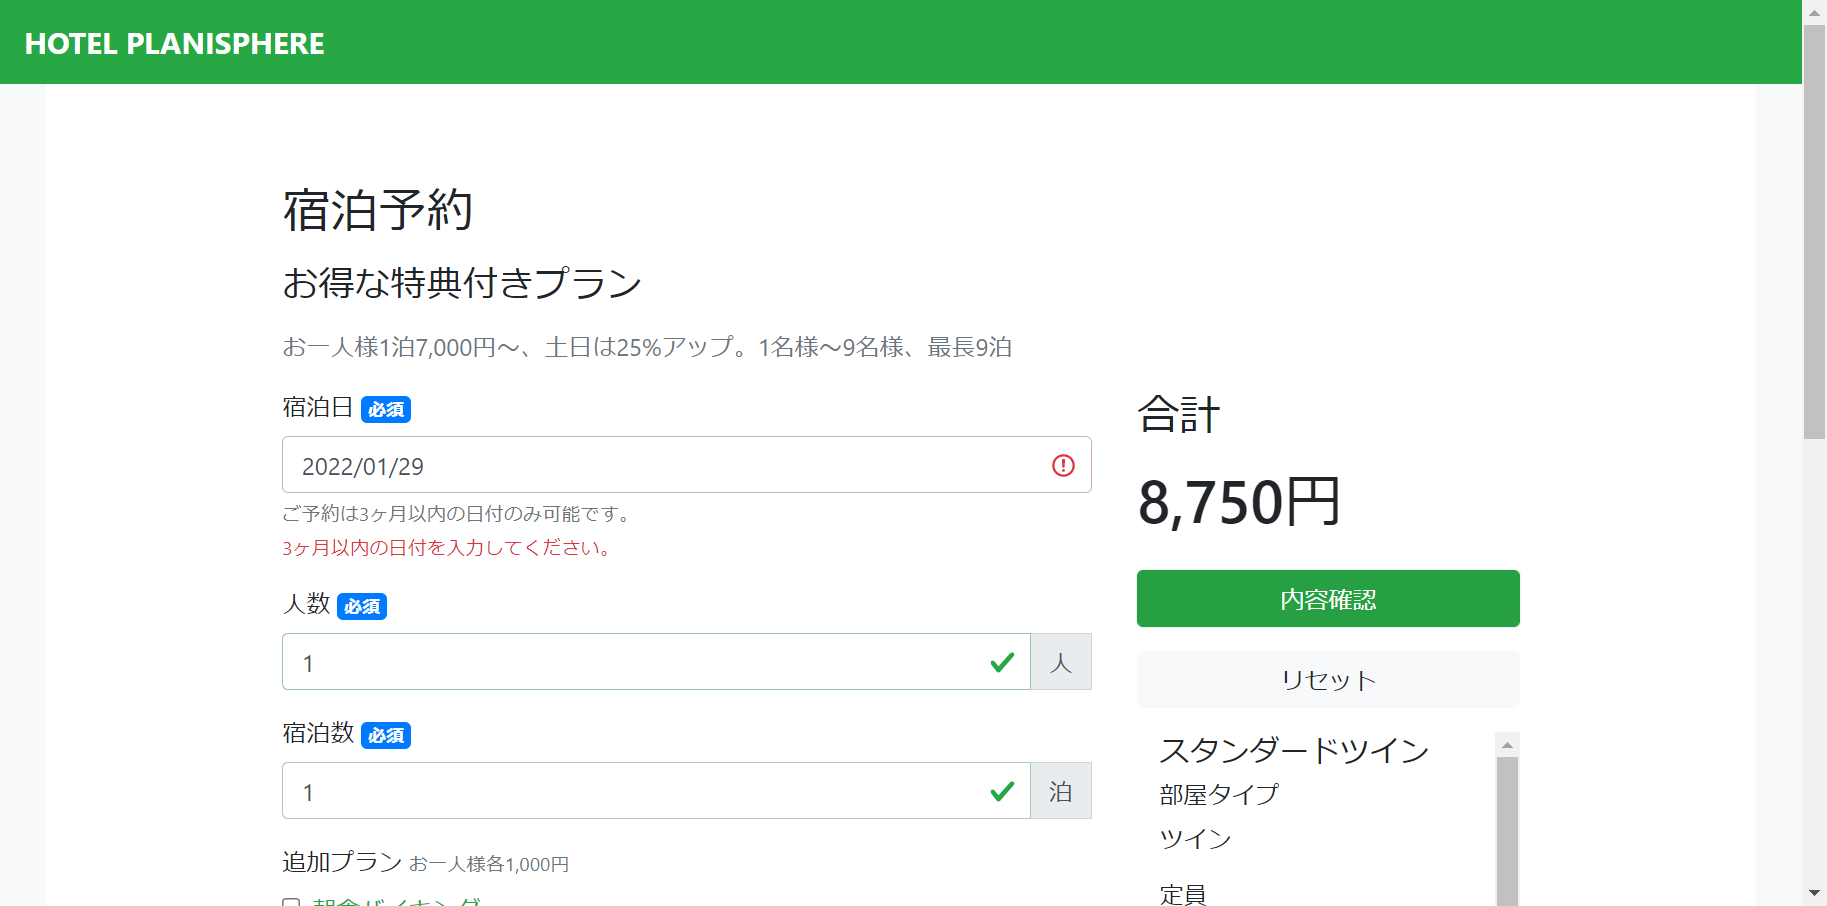 HOTEL PLANISPHERE
宿泊予約
お得な特典付きプラン
お一人様1泊7,000円～、土日は25%アップ。1名様～9名様、最長9泊
宿泊日 必須
2022/01/29
ご予約は3ヶ月以内の日付のみ可能です。
3ヶ月以内の日付を入力してください。
人数 必須
1 人
宿泊数 必須
1 泊
追加プラン お一人様各1,000円
朝食バイキング
合計
8,750円
内容確認
リセット
スタンダードツイン
部屋タイプ
ツイン
定員